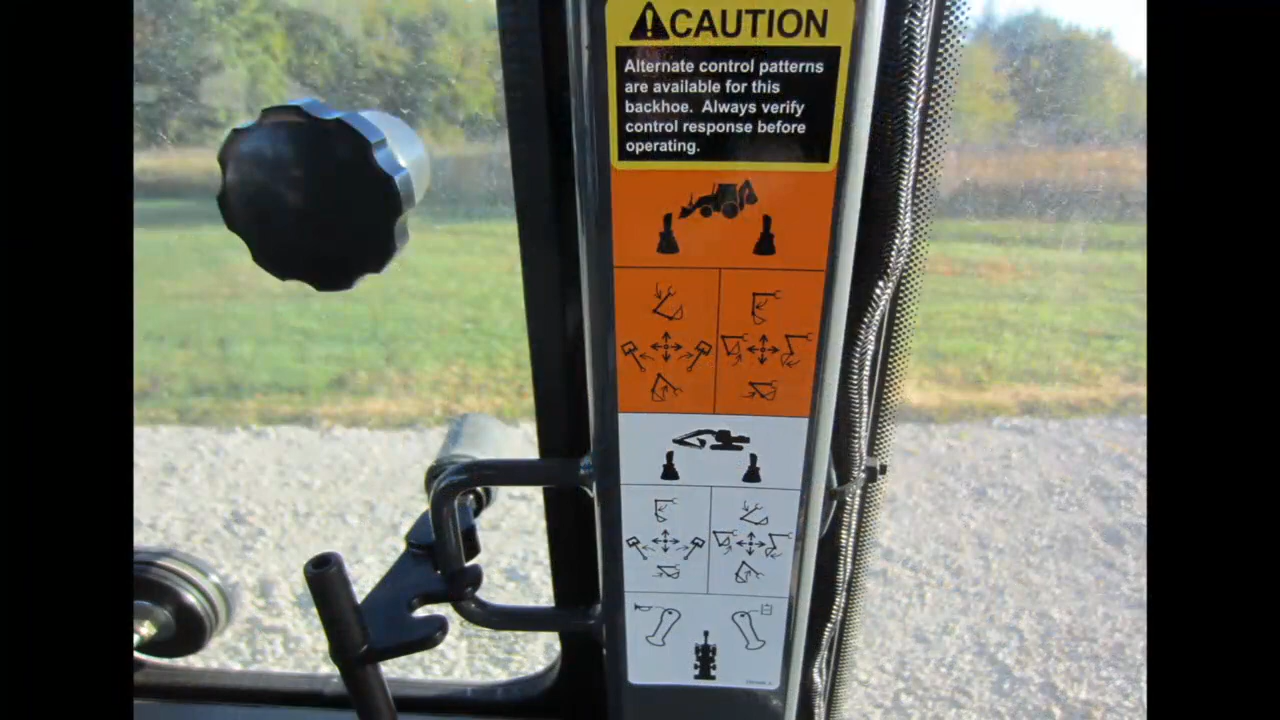 CAUTION
Alternate control patterns
are available for this
backhoe. Always verify
control response before
operating.